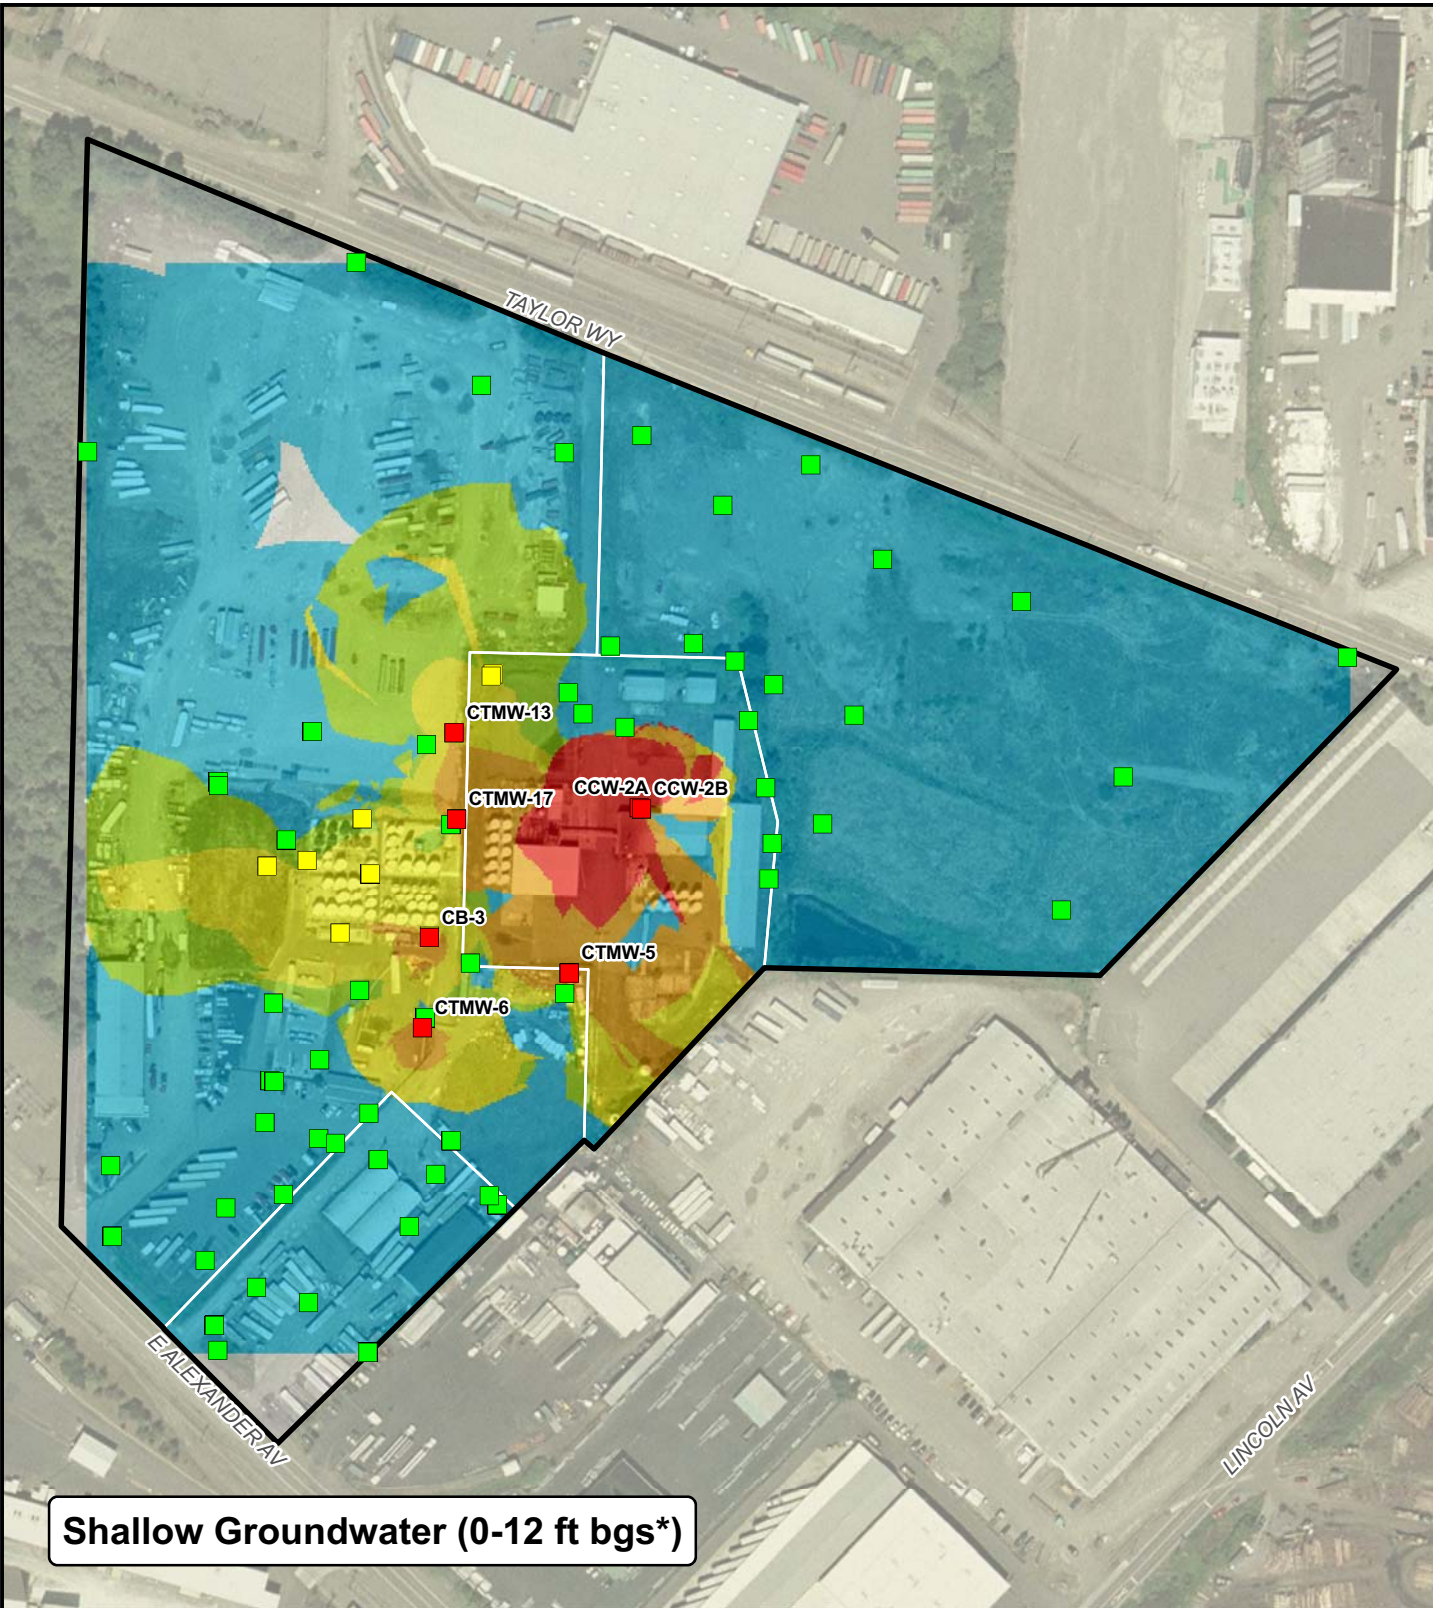 TAYLOR WY
CTMW-13
CTMW-17
CCW-2A CCW-2B
CB-3
CTMW-5
CTMW-6
E ALEXANDER AV
LINCOLN AV
Shallow Groundwater (0-12 ft bgs*)